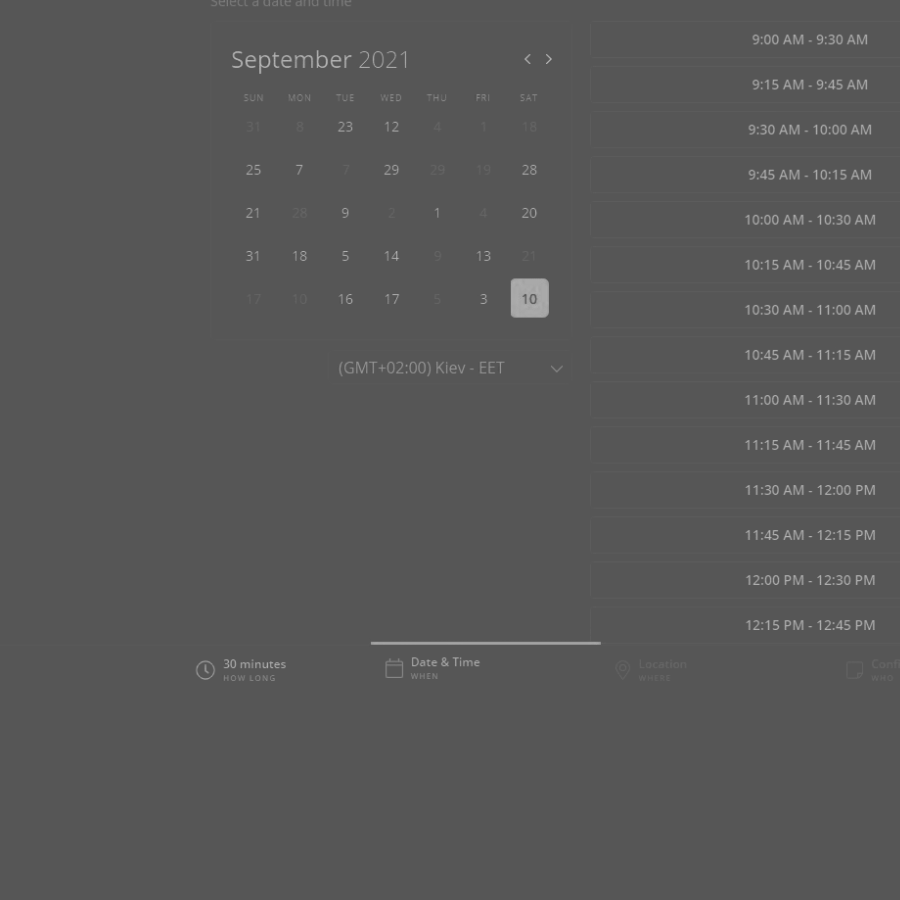 Select a date and time
September 2021
SUN MON TUE WED THU FRI SAT
31 8 23 12 4 1 18
25 7 7 29 29 19 28
21 28 9 2 1 4 20
31 18 5 14 9 13 21
17 10 16 17 5 3 10
(GMT+02:00) Kiev - EET
9:00 AM - 9:30 AM
9:15 AM - 9:45 AM
9:30 AM - 10:00 AM
9:45 AM - 10:15 AM
10:00 AM - 10:30 AM
10:15 AM - 10:45 AM
10:30 AM - 11:00 AM
10:45 AM - 11:15 AM
11:00 AM - 11:30 AM
11:15 AM - 11:45 AM
11:30 AM - 12:00 PM
11:45 AM - 12:15 PM
12:00 PM - 12:30 PM
12:15 PM - 12:45 PM
30 minutes
HOW LONG
Date & Time
WHEN
Location
WHERE
WHO